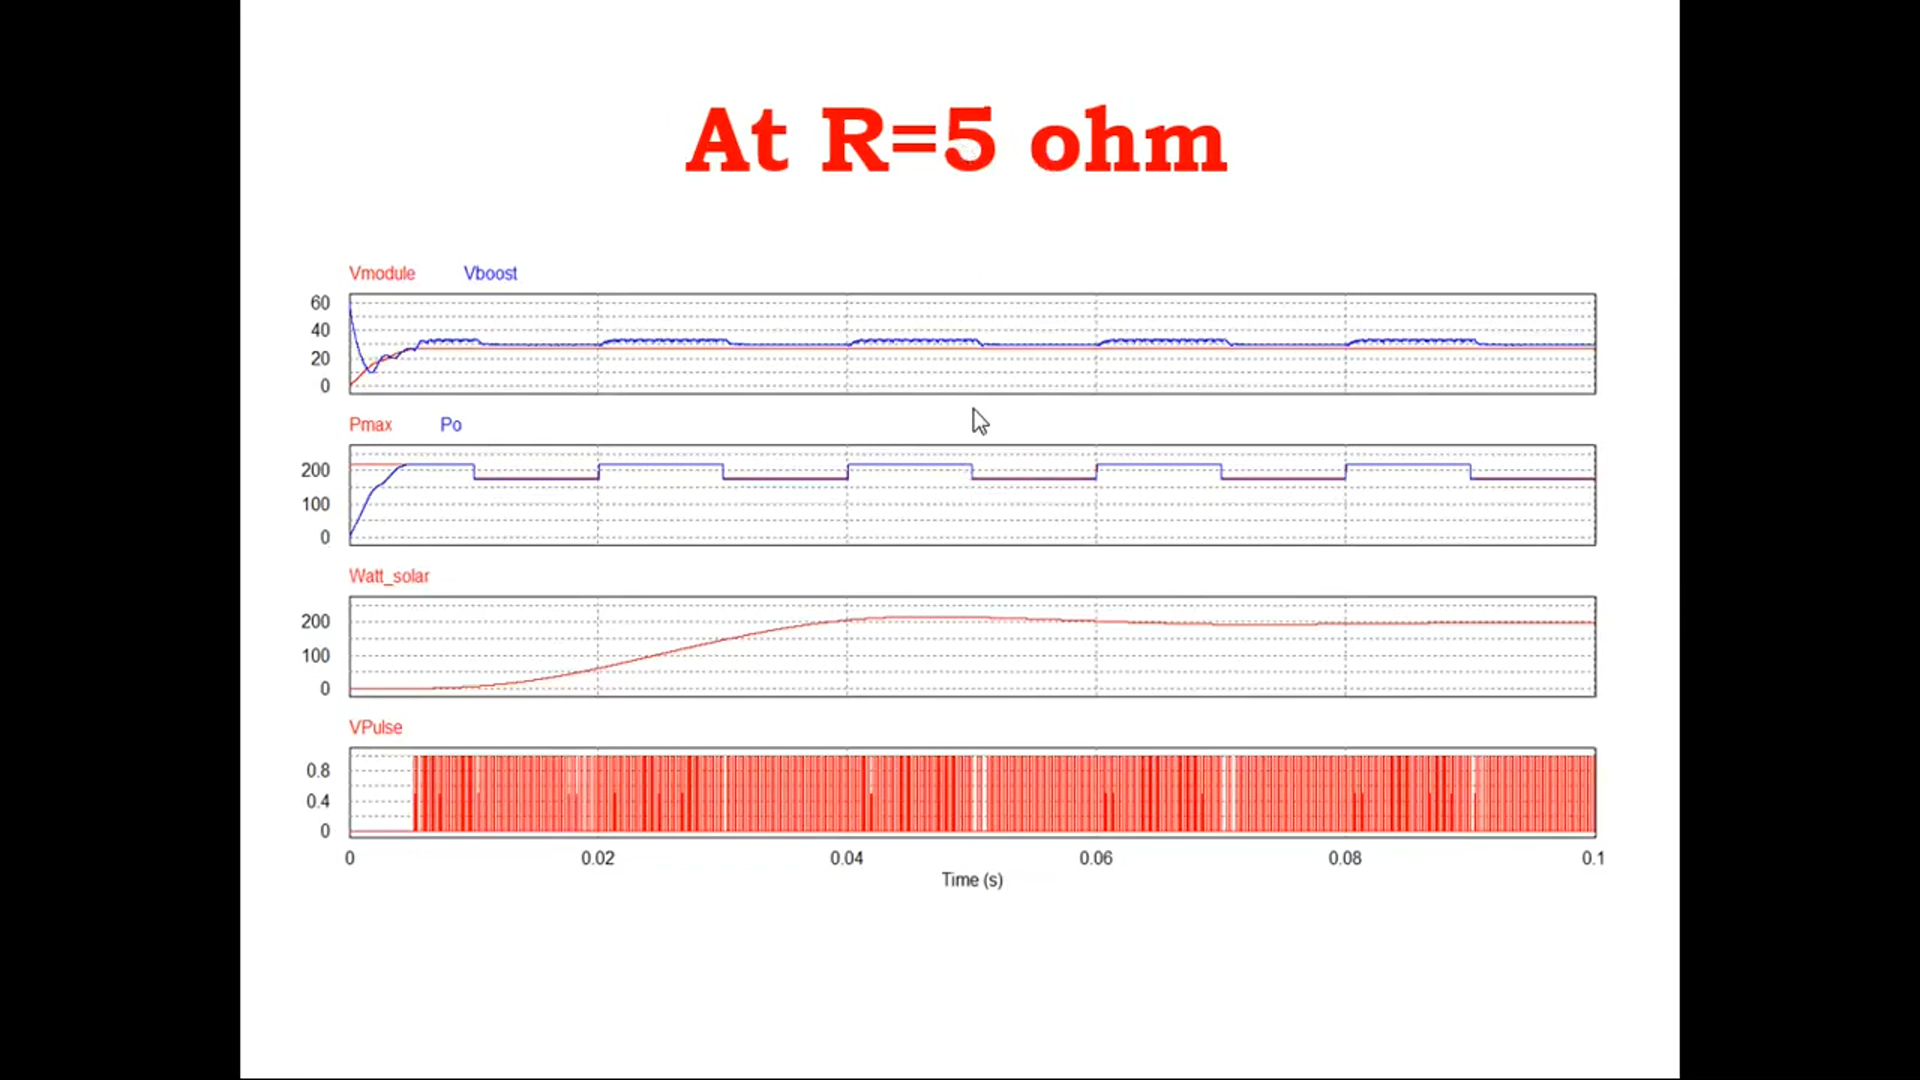 At R=5 ohm
Vmodule Vboost
60
40
20
0
Pmax Po
200
100
0
Watt_solar
200
100
0
VPulse
0.8
0.4
0
0 0.02 0.04 0.06 0.08 0.1
Time (s)